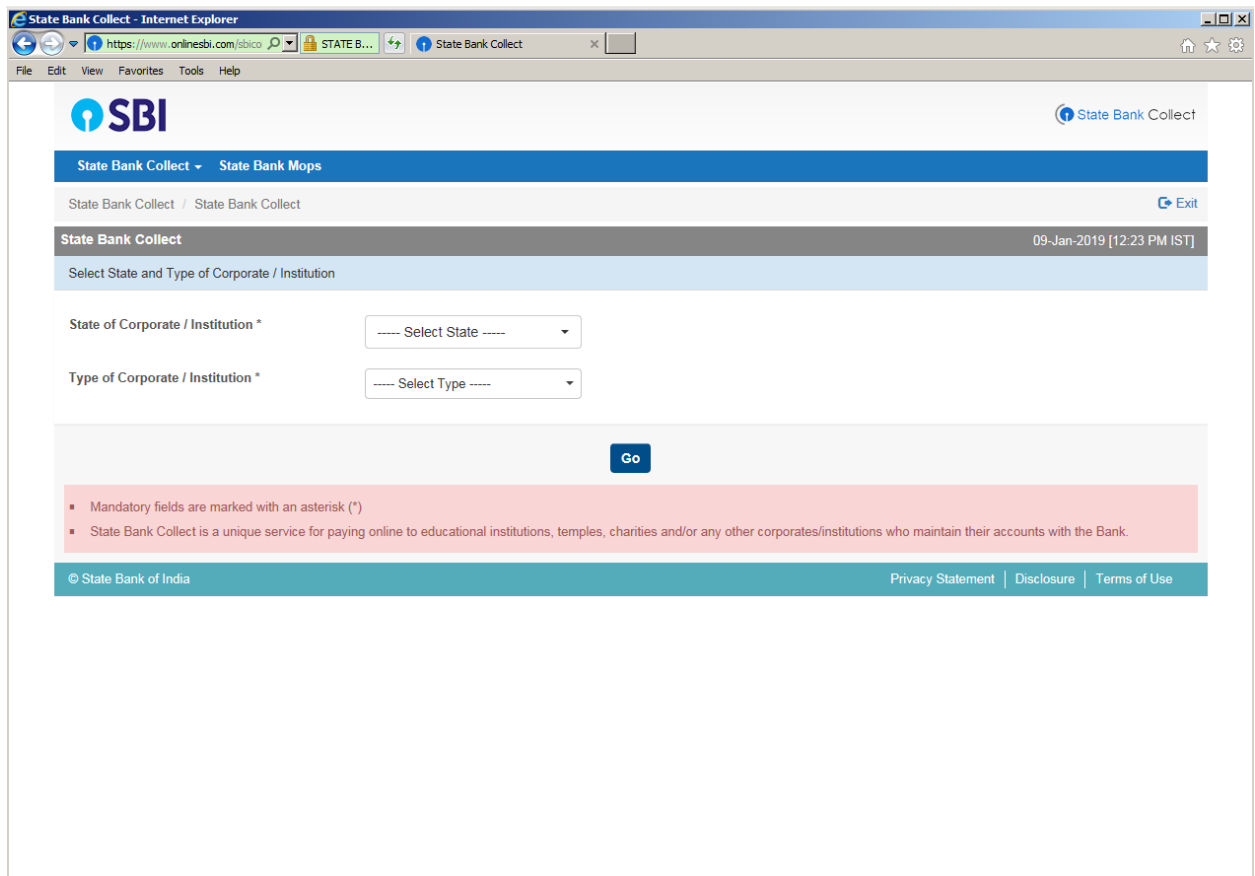 State Bank Collect - Internet Explorer
https://www.onlinesbi.com/sbico STATE B... State Bank Collect
File Edit View Favorites Tools Help
SBI
State Bank Collect
State Bank Collect State Bank Mops
State Bank Collect / State Bank Collect Exit
State Bank Collect 09-Jan-2019 [12:23 PM IST]
Select State and Type of Corporate / Institution
State of Corporate / Institution * ----- Select State -----
Type of Corporate / Institution * ----- Select Type -----
Go
Mandatory fields are marked with an asterisk (*)
State Bank Collect is a unique service for paying online to educational institutions, temples, charities and/or any other corporates/institutions who maintain their accounts with the Bank.
© State Bank of India Privacy Statement | Disclosure | Terms of Use